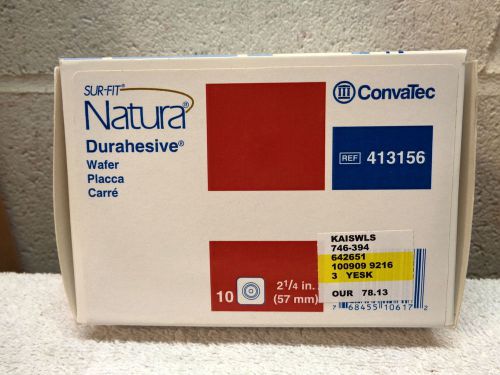 SUR-FIT®
Natura®
Durahesive®
Wafer
Placca
Carré
ConvaTec
REF 413156
10
2 1/4 in.
(57 mm)
KAISWLS
746-394
642651
100909 9216
3 YESK
OUR 78.13
7 68455 10617 2